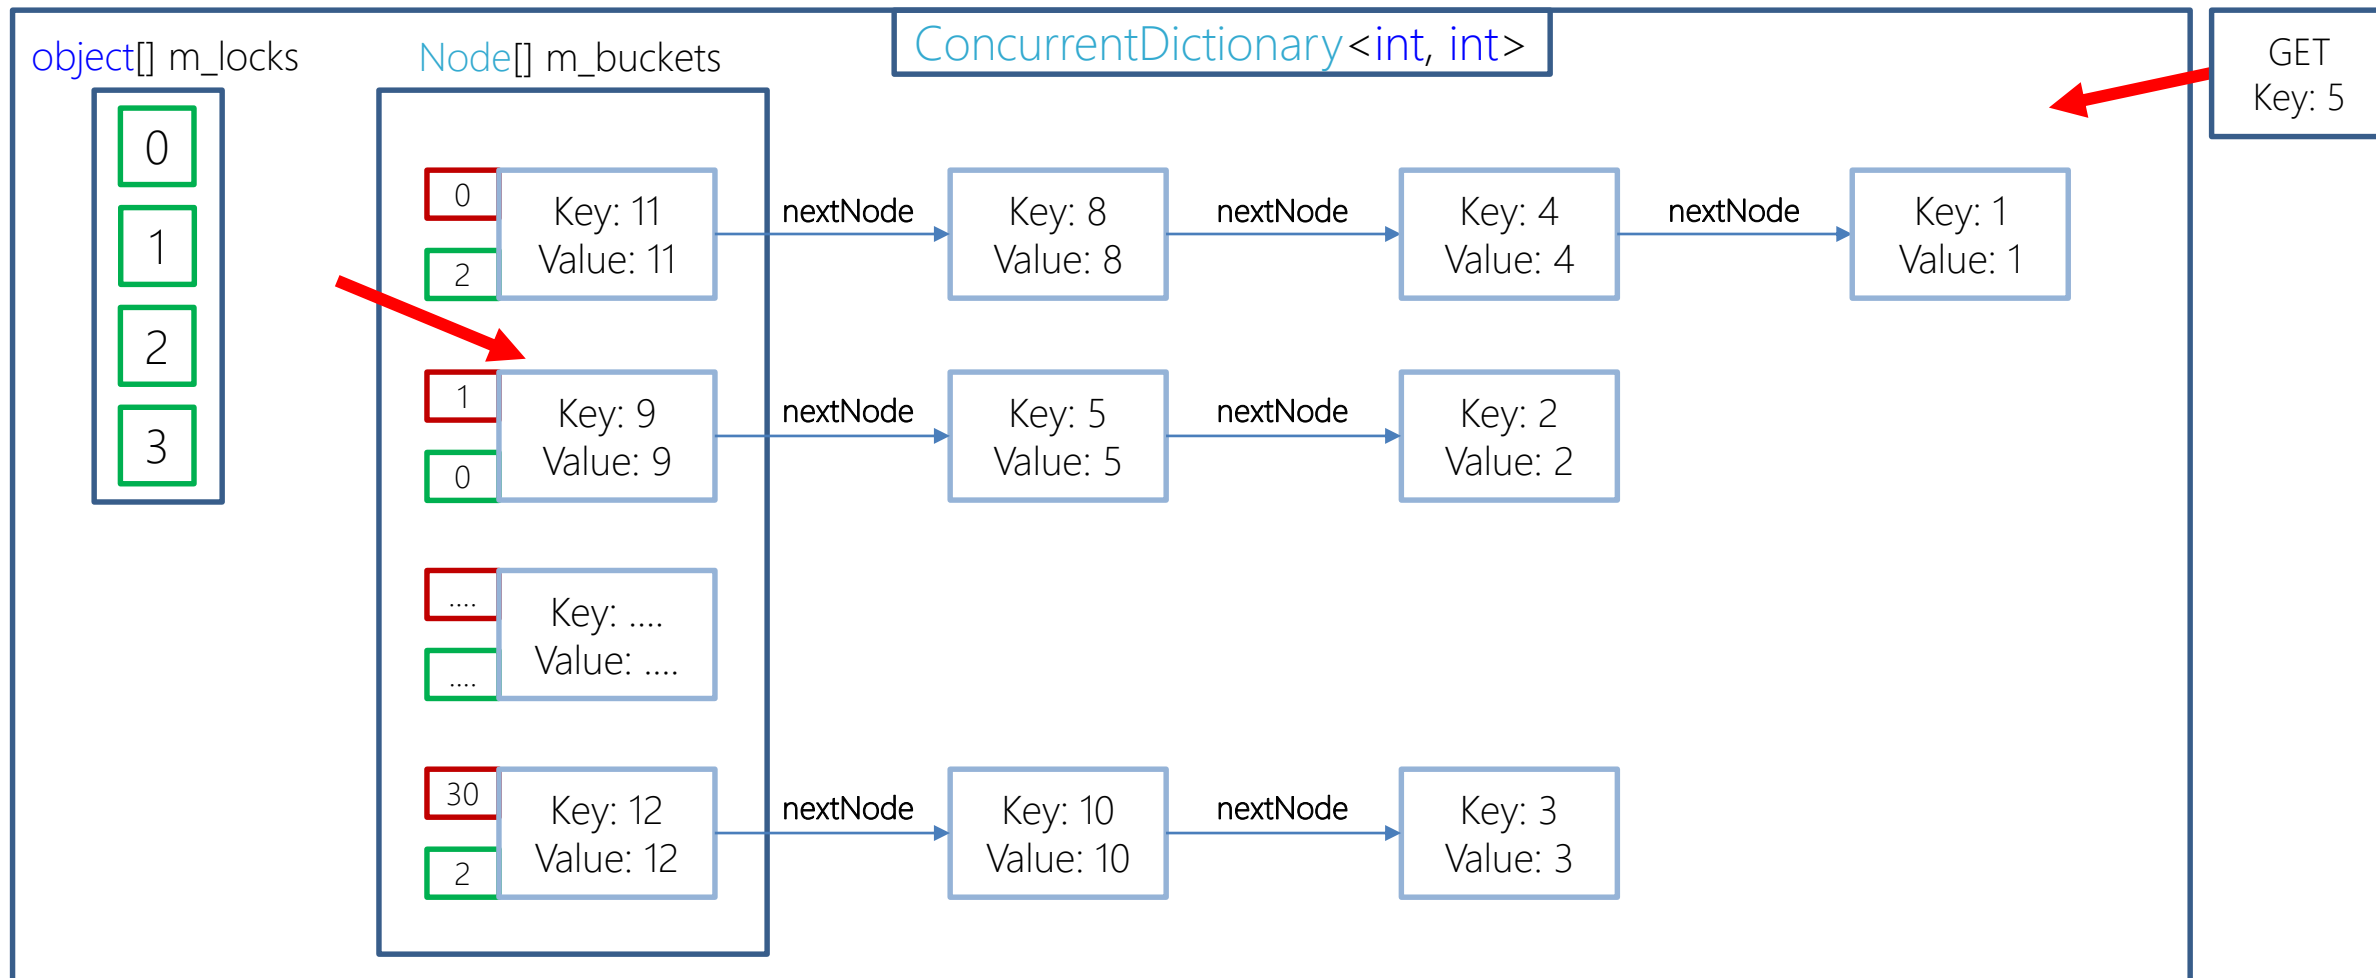 ConcurrentDictionary<int, int>
GET
Key: 5
object[] m_locks
0
1
2
3
Node[] m_buckets
0
2
Key: 11
Value: 11
nextNode
Key: 8
Value: 8
nextNode
Key: 4
Value: 4
nextNode
Key: 1
Value: 1
1
0
Key: 9
Value: 9
nextNode
Key: 5
Value: 5
nextNode
Key: 2
Value: 2
....
....
Key: ....
Value: ....
30
2
Key: 12
Value: 12
nextNode
Key: 10
Value: 10
nextNode
Key: 3
Value: 3